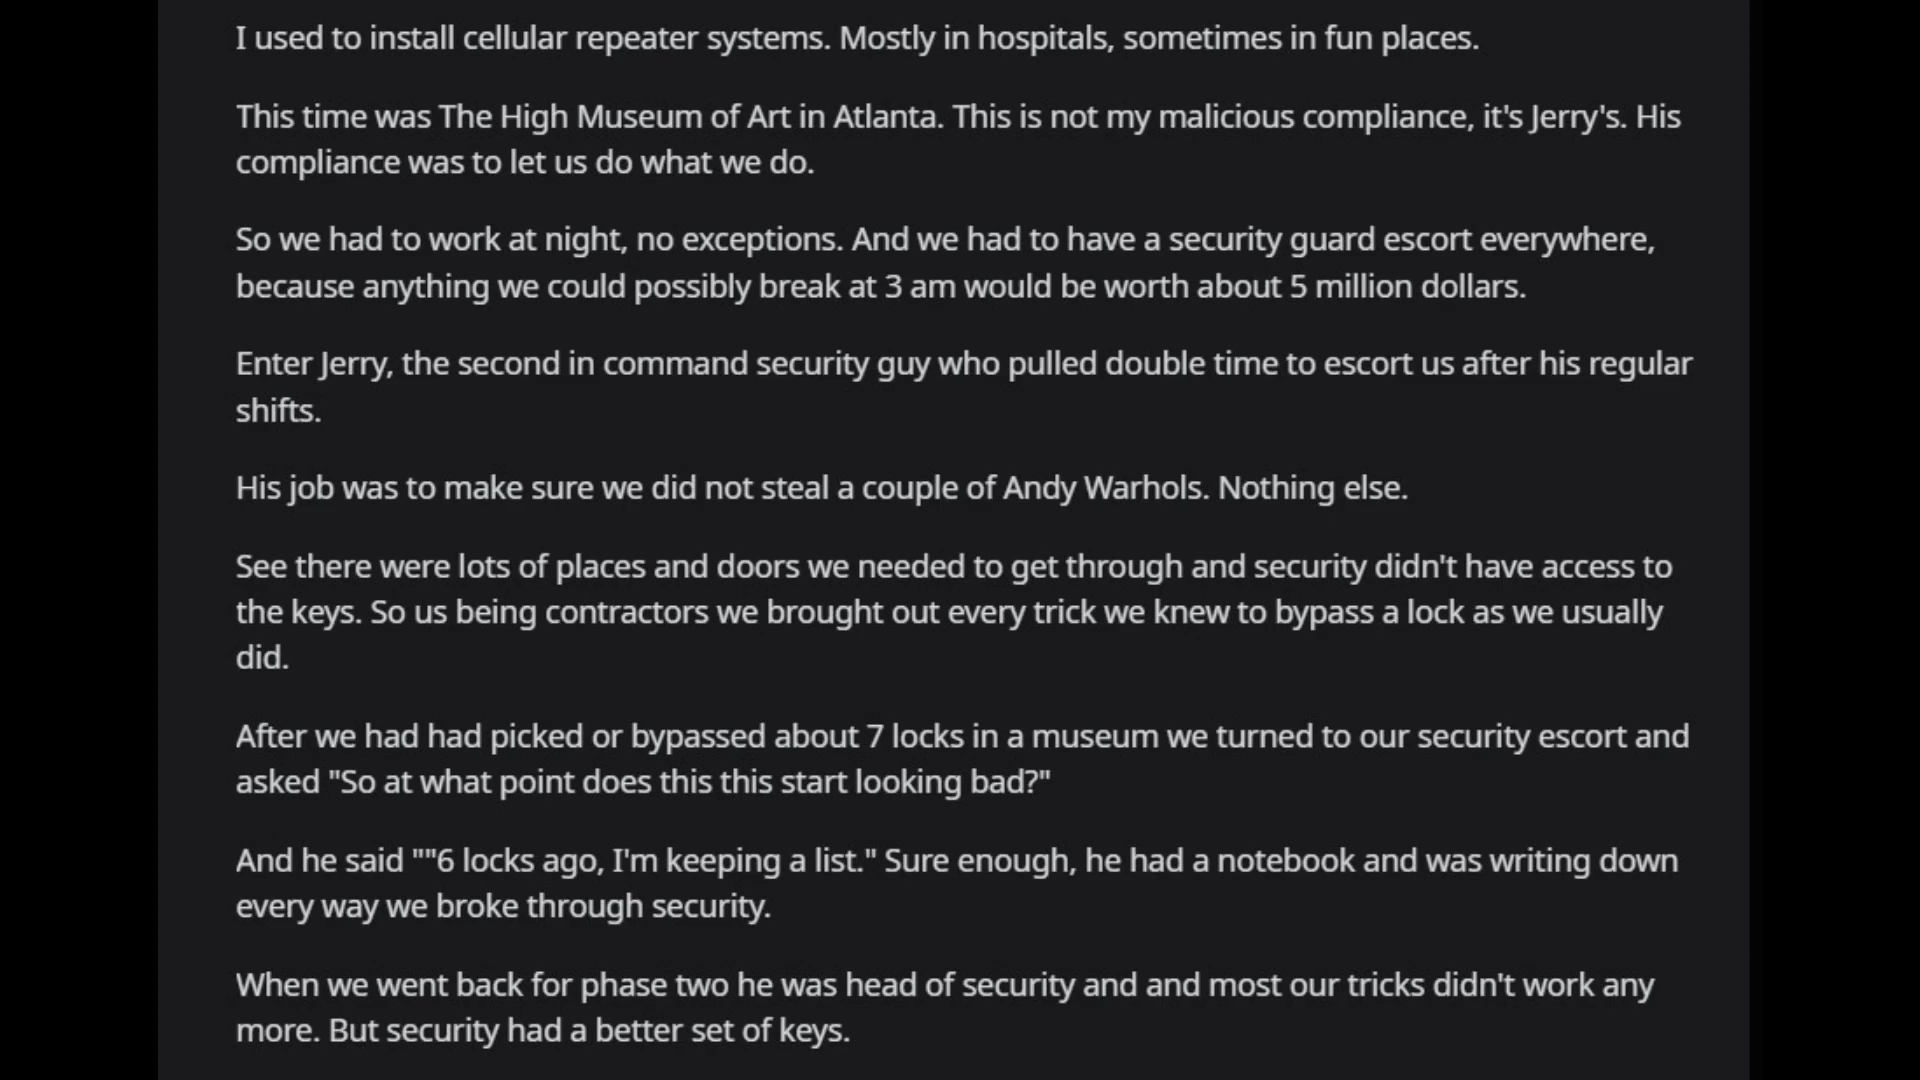 I used to install cellular repeater systems. Mostly in hospitals, sometimes in fun places.
This time was The High Museum of Art in Atlanta. This is not my malicious compliance, it's Jerry's. His
compliance was to let us do what we do.
So we had to work at night, no exceptions. And we had to have a security guard escort everywhere,
because anything we could possibly break at 3 am would be worth about 5 million dollars.
Enter Jerry, the second in command security guy who pulled double time to escort us after his regular
shifts.
His job was to make sure we did not steal a couple of Andy Warhols. Nothing else.
See there were lots of places and doors we needed to get through and security didn't have access to
the keys. So us being contractors we brought out every trick we knew to bypass a lock as we usually
did.
After we had had picked or bypassed about 7 locks in a museum we turned to our security escort and
asked "So at what point does this this start looking bad?"
And he said ""6 locks ago, I'm keeping a list." Sure enough, he had a notebook and was writing down
every way we broke through security.
When we went back for phase two he was head of security and and most our tricks didn't work any
more. But security had a better set of keys.